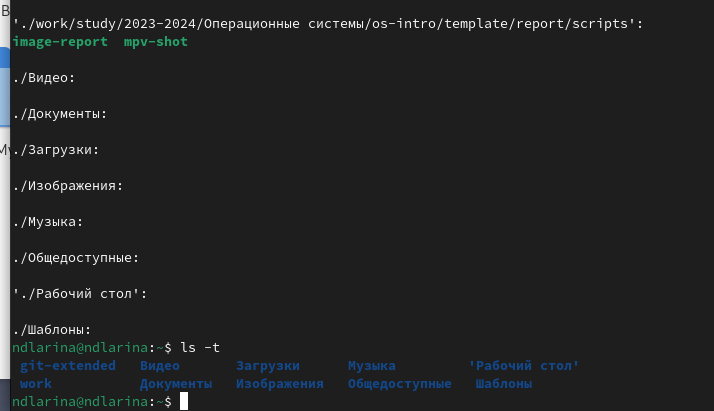 './work/study/2023-2024/Операционные системы/os-intro/template/report/scripts':
image-report  mpv-shot
./Видео:
./Документы:
./Загрузки:
./Изображения:
./Музыка:
./Общедоступные:
'./Рабочий стол':
./Шаблоны:
ndlarina@ndlarina:~$ ls -t
git-extended  Видео  Загрузки  Музыка  'Рабочий стол'
work  Документы  Изображения  Общедоступные  Шаблоны
ndlarina@ndlarina:~$